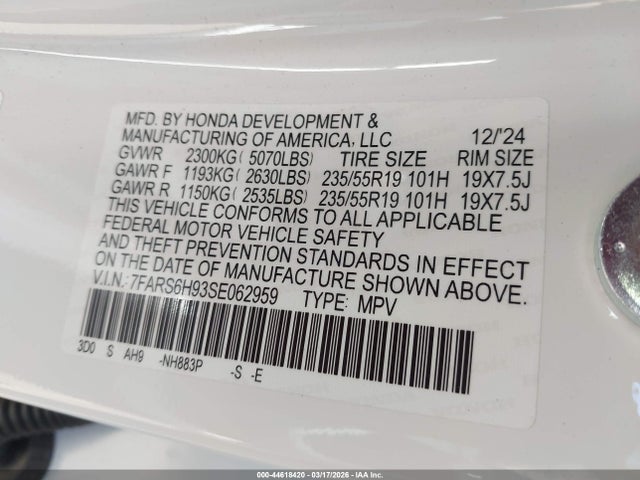 MFD. BY HONDA DEVELOPMENT &
MANUFACTURING OF AMERICA, LLC 12/'24
GVWR 2300KG( 5070LBS) TIRE SIZE RIM SIZE
GAWR F 1193KG( 2630LBS) 235/55R19 101H 19X7.5J
GAWR R 1150KG( 2535LBS) 235/55R19 101H 19X7.5J
THIS VEHICLE CONFORMS TO ALL APPLICABLE
FEDERAL MOTOR VEHICLE SAFETY
AND THEFT PREVENTION STANDARDS IN EFFECT
ON THE DATE OF MANUFACTURE SHOWN ABOVE.
V.I.N.: 7FARS6H93SE062959 TYPE: MPV
3D0 S AH9 -NH883P -S -E
000-44618420 - 03/17/2026 - © IAA Inc.